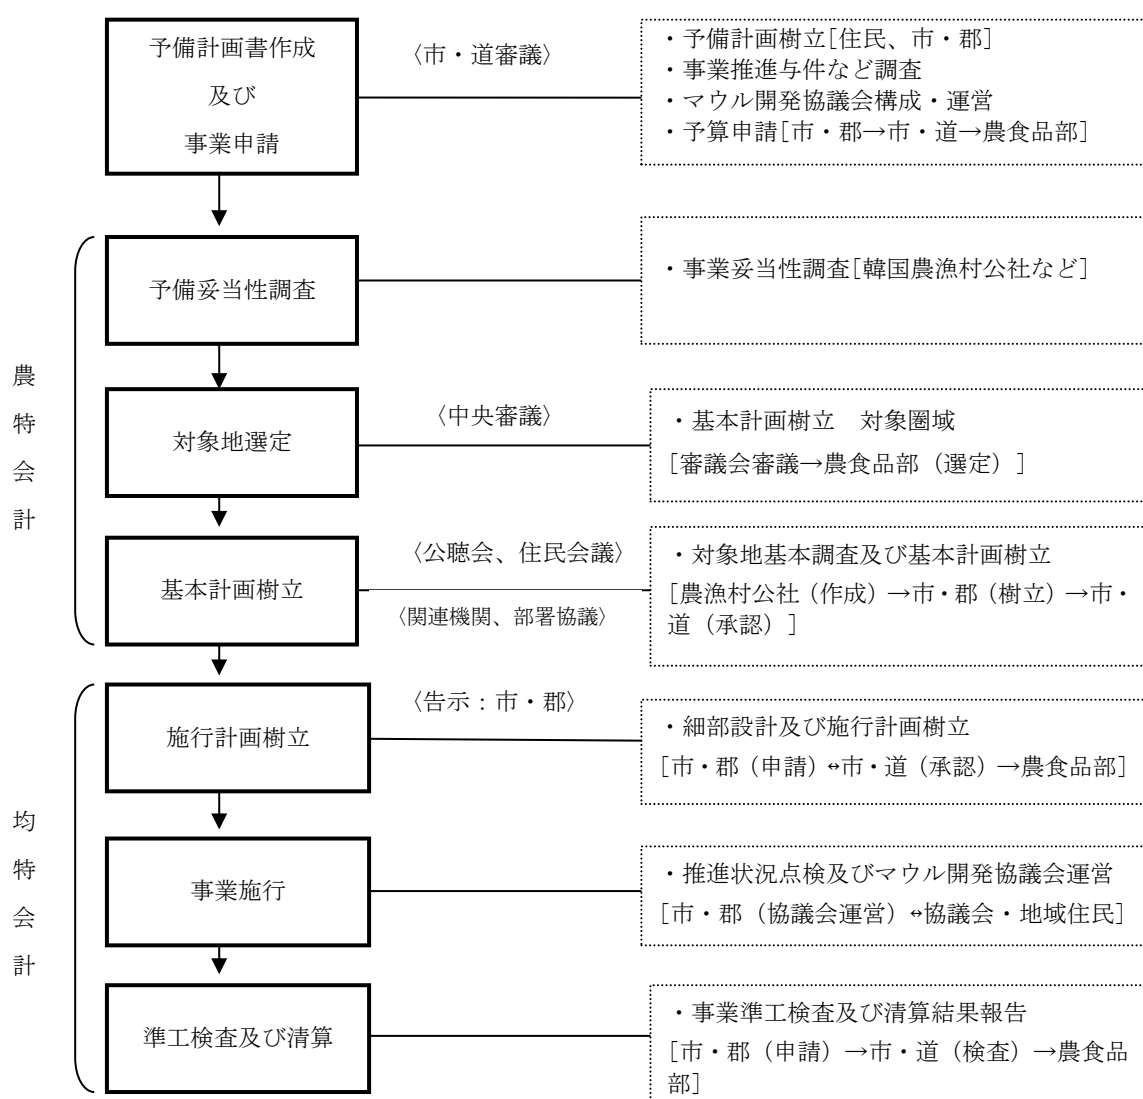 予備計画書作成
及び
事業申請
〈市・道審議〉
・予備計画樹立[住民、市・郡]
・事業推進与件など調査
・マウル開発協議会構成・運営
・予算申請[市・郡→市・道→農食品部]
農特会計
予備妥当性調査
・事業妥当性調査[韓国農漁村公社など]
対象地選定
〈中央審議〉
・基本計画樹立　対象圏域
[審議会審議→農食品部（選定）]
基本計画樹立
〈公聴会、住民会議〉
〈関連機関、部署協議〉
・対象地基本調査及び基本計画樹立
[農漁村公社（作成）→市・郡（樹立）→市・
道（承認）]
均特会計
施行計画樹立
〈告示：市・郡〉
・細部設計及び施行計画樹立
[市・郡（申請）↔市・道（承認）→農食品部]
事業施行
・推進状況点検及びマウル開発協議会運営
[市・郡（協議会運営）↔協議会・地域住民]
準工検査及び清算
・事業準工検査及び清算結果報告
[市・郡（申請）→市・道（検査）→農食品
部]